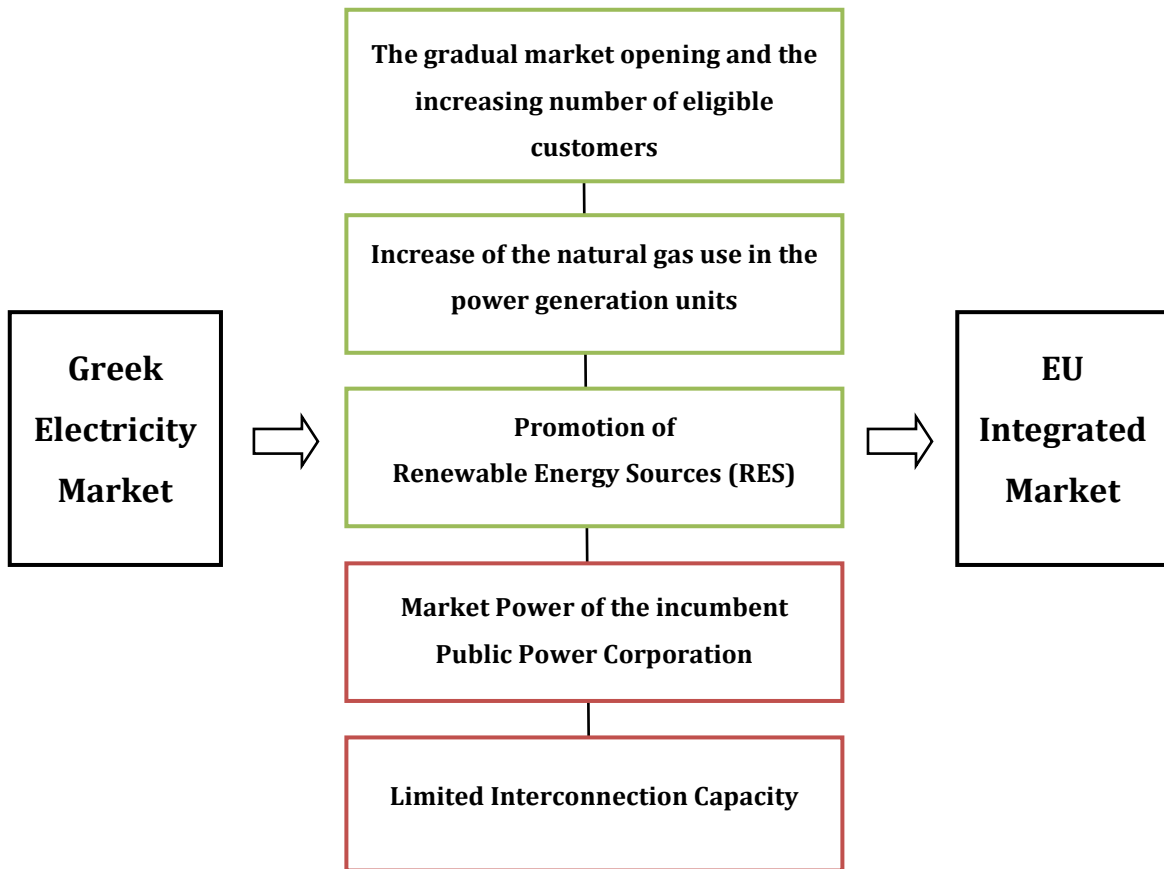 The gradual market opening and the
increasing number of eligible
customers
Increase of the natural gas use in the
power generation units
Greek
Electricity
Market
Promotion of
Renewable Energy Sources (RES)
EU
Integrated
Market
Market Power of the incumbent
Public Power Corporation
Limited Interconnection Capacity